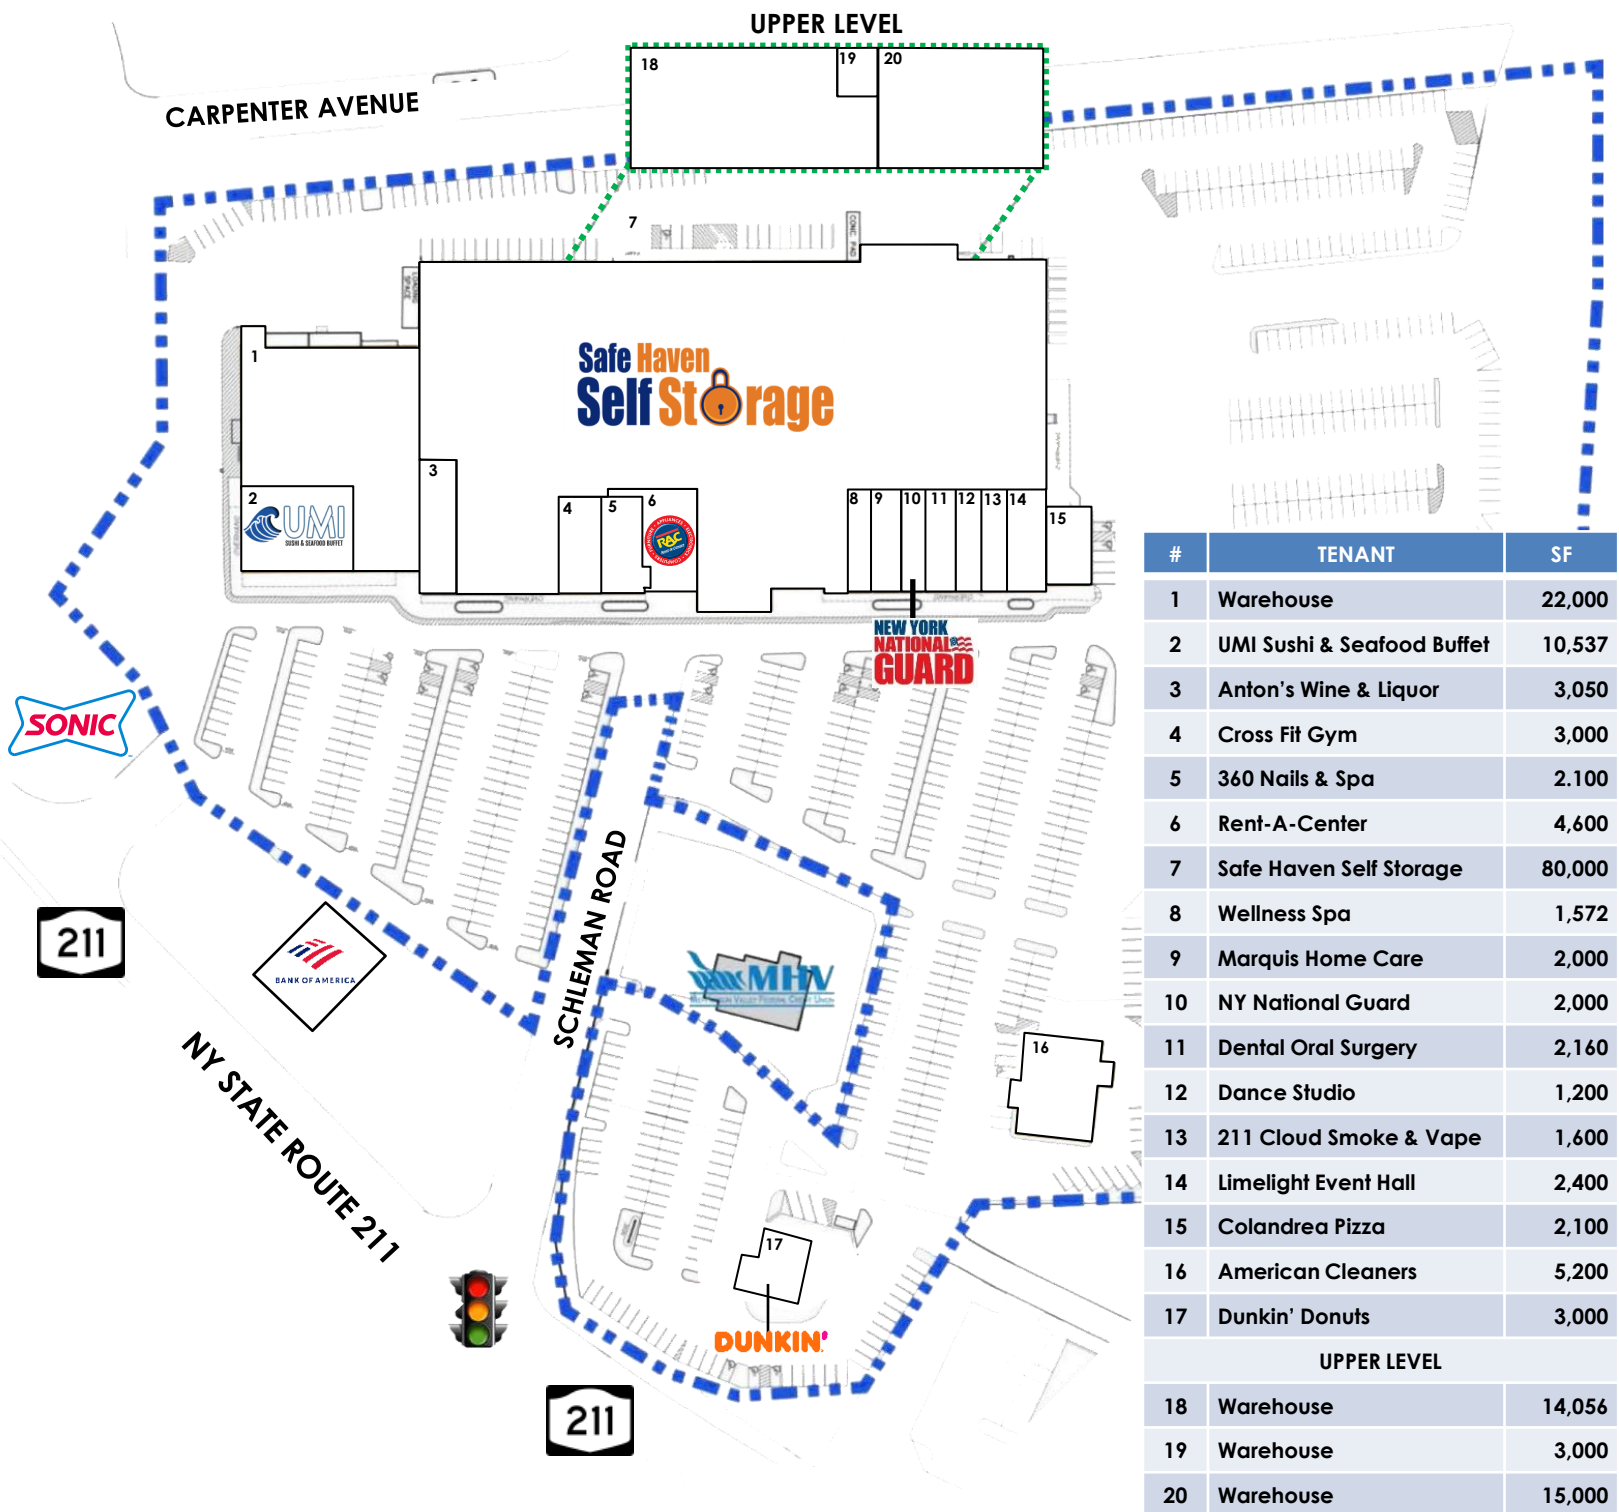 UPPER LEVEL
18
19
20
CARPENTER AVENUE
7
CONC. PAD
LOADING
SPACE
1
Safe Haven
Self Storage
3
2
UMI
SUSHI & SEAFOOD BUFFET
4
5
6
RAC
8
9
10
11
12
13
14
15
NEW YORK
NATIONAL
GUARD
SONIC
SCHLEMAN ROAD
211
BANK OF AMERICA
MHV
NY STATE ROUTE 211
16
17
DUNKIN'
211
# TENANT SF
1 Warehouse 22,000
2 UMI Sushi & Seafood Buffet 10,537
3 Anton’s Wine & Liquor 3,050
4 Cross Fit Gym 3,000
5 360 Nails & Spa 2.100
6 Rent-A-Center 4,600
7 Safe Haven Self Storage 80,000
8 Wellness Spa 1,572
9 Marquis Home Care 2,000
10 NY National Guard 2,000
11 Dental Oral Surgery 2,160
12 Dance Studio 1,200
13 211 Cloud Smoke & Vape 1,600
14 Limelight Event Hall 2,400
15 Colandrea Pizza 2,100
16 American Cleaners 5,200
17 Dunkin’ Donuts 3,000
UPPER LEVEL
18 Warehouse 14,056
19 Warehouse 3,000
20 Warehouse 15,000